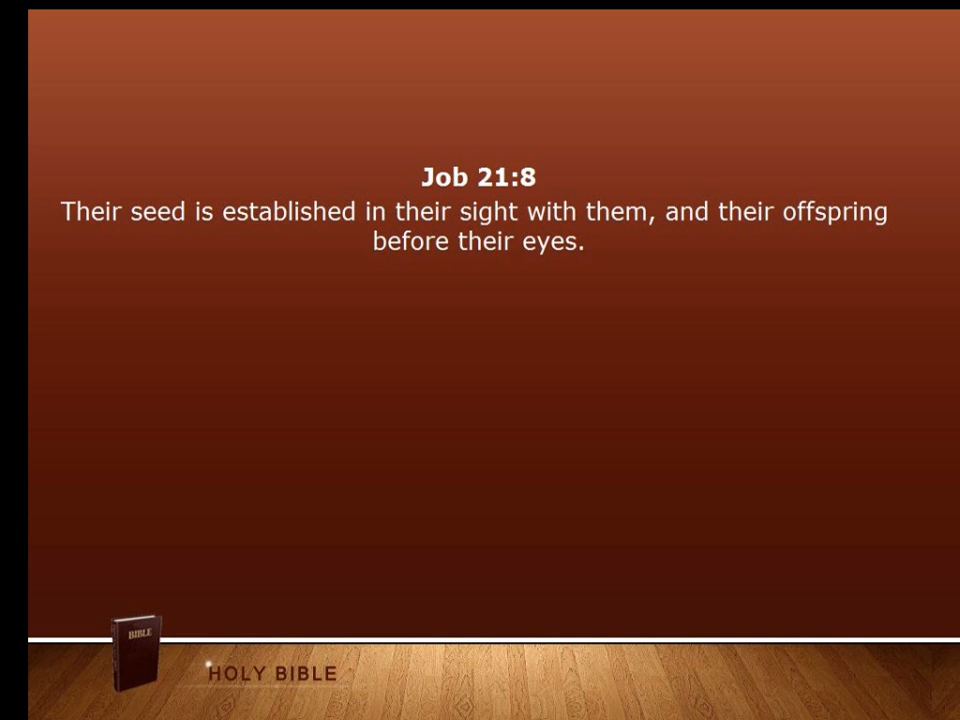 Job 21:8
Their seed is established in their sight with them, and their offspring
before their eyes.
BIBLE
HOLY BIBLE